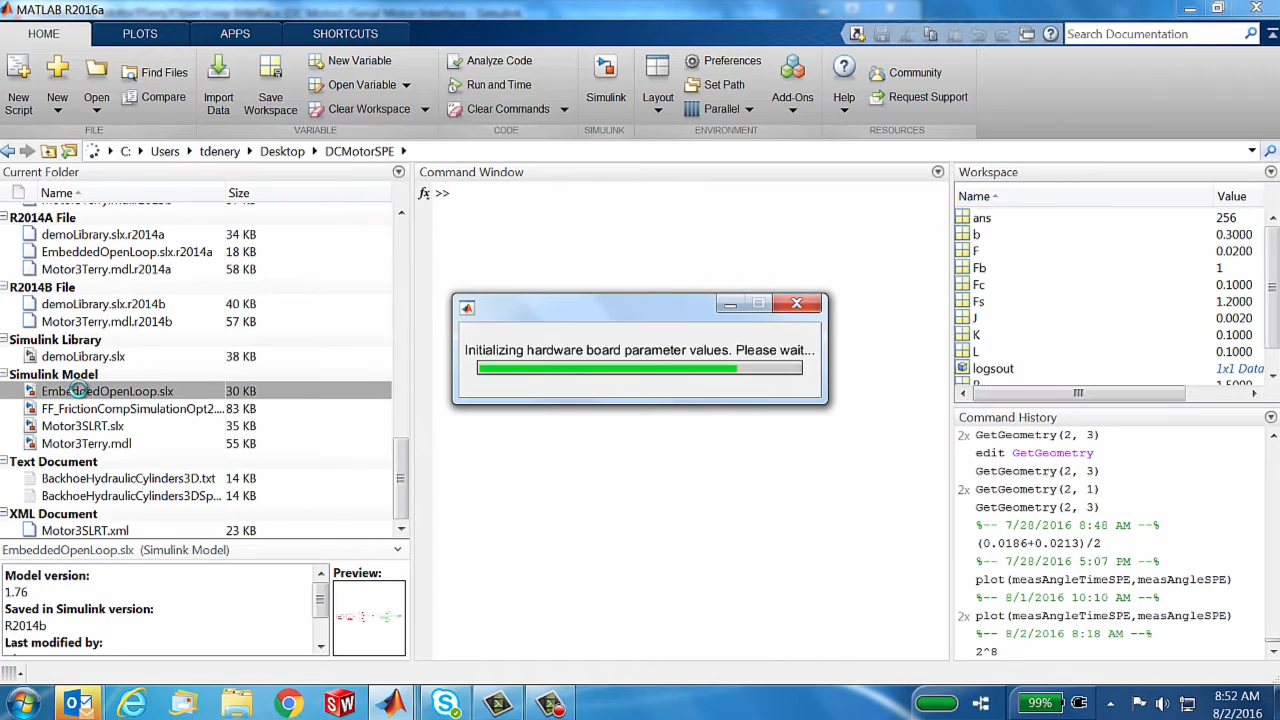 MATLAB R2016a
HOME
PLOTS
APPS
SHORTCUTS
Search Documentation
New Script
New
Open
Find Files
Compare
Import Data
Save Workspace
New Variable
Open Variable
Clear Workspace
Analyze Code
Run and Time
Clear Commands
Simulink
Layout
Preferences
Set Path
Parallel
Add-Ons
Help
Community
Request Support
FILE
VARIABLE
CODE
SIMULINK
ENVIRONMENT
RESOURCES
C: Users tdenery Desktop DCMotorSPE
Current Folder
Name Size
R2014A File
demoLibrary.slx.r2014a 34 KB
EmbeddedOpenLoop.slx.r2014a 18 KB
Motor3Terry.mdl.r2014a 58 KB
R2014B File
demoLibrary.slx.r2014b 40 KB
Motor3Terry.mdl.r2014b 57 KB
Simulink Library
demoLibrary.slx 38 KB
Simulink Model
EmbeddedOpenLoop.slx 30 KB
FF_FrictionCompSimulationOpt2.... 83 KB
Motor3SLRT.slx 35 KB
Motor3Terry.mdl 55 KB
Text Document
BackhoeHydraulicCylinders3D.txt 14 KB
BackhoeHydraulicCylinders3DSp... 14 KB
XML Document
Motor3SLRT.xml 23 KB
EmbeddedOpenLoop.slx (Simulink Model)
Model version:
1.76
Saved in Simulink version:
R2014b
Last modified by:
Preview:
Command Window
fx >>
Initializing hardware board parameter values. Please wait...
Workspace
Name Value
ans 256
b 0.3000
F 0.0200
Fb 1
Fc 0.1000
Fs 1.2000
J 0.0020
K 0.1000
L 0.1000
logsout 1x1 Data
Command History
2x GetGeometry(2, 3)
edit GetGeometry
GetGeometry(2, 3)
2x GetGeometry(2, 1)
GetGeometry(2, 3)
%-- 7/28/2016 8:48 AM --%
(0.0186+0.0213)/2
%-- 7/28/2016 5:07 PM --%
plot(measAngleTimeSPE,measAngleSPE)
%-- 8/1/2016 10:10 AM --%
2x plot(measAngleTimeSPE,measAngleSPE)
%-- 8/2/2016 8:18 AM --%
2^8
99%
8:52 AM
8/2/2016